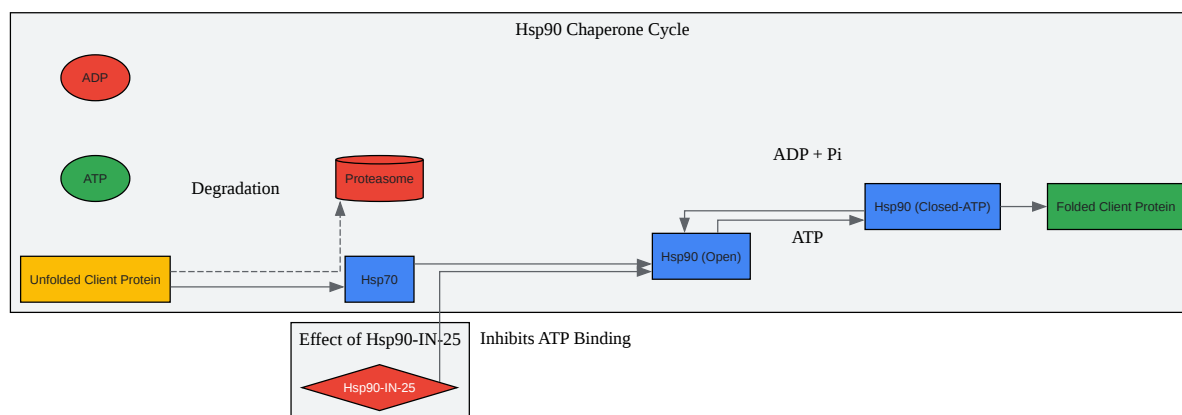 Hsp90 Chaperone Cycle
ADP
ATP
Degradation
Proteasome
ADP + Pi
Hsp90 (Closed-ATP)
Folded Client Protein
ATP
Hsp90 (Open)
Unfolded Client Protein
Hsp70
Effect of Hsp90-IN-25
Inhibits ATP Binding
Hsp90-IN-25